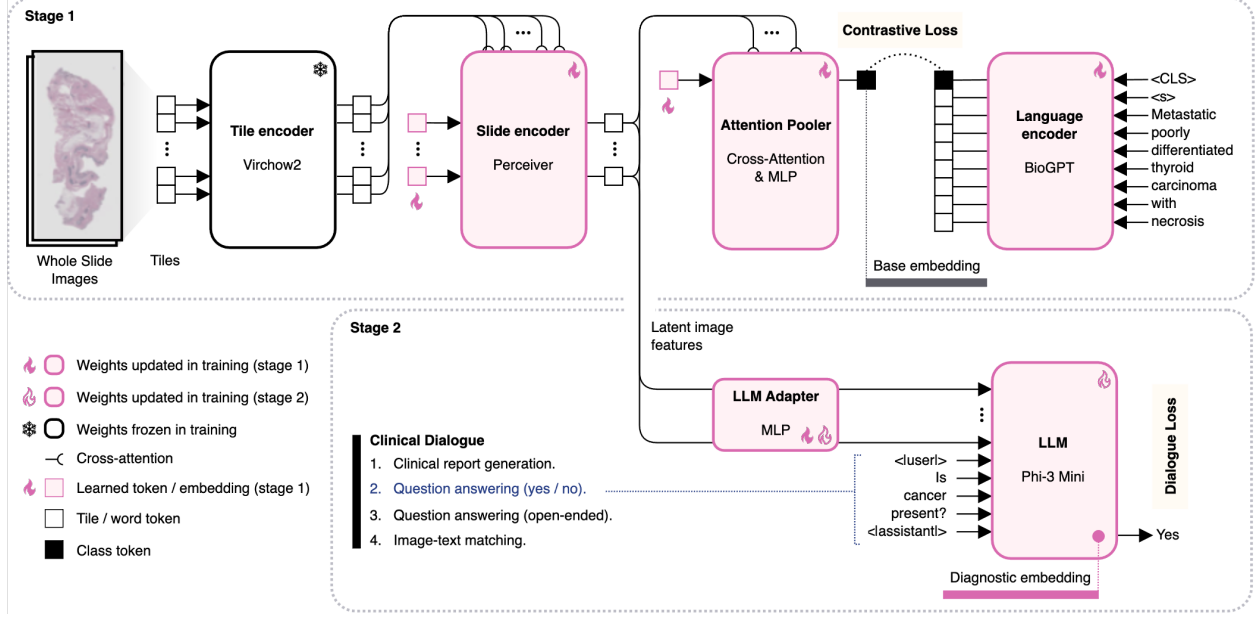 Stage 1
Contrastive Loss
Tile encoder
Virchow2
Slide encoder
Perceiver
Attention Pooler
Cross-Attention
& MLP
Language
encoder
BioGPT
<CLS>
<s>
Metastatic
poorly
differentiated
thyroid
carcinoma
with
necrosis
Whole Slide
Images
Tiles
...
...
Base embedding
Stage 2
Latent image
features
Weights updated in training (stage 1)
Weights updated in training (stage 2)
Weights frozen in training
Cross-attention
Learned token / embedding (stage 1)
Tile / word token
Class token
Clinical Dialogue
1. Clinical report generation.
2. Question answering (yes / no).
3. Question answering (open-ended).
4. Image-text matching.
LLM Adapter
MLP
<|user|>
Is
cancer
present?
<|assistant|>
LLM
Phi-3 Mini
Dialogue Loss
Yes
Diagnostic embedding